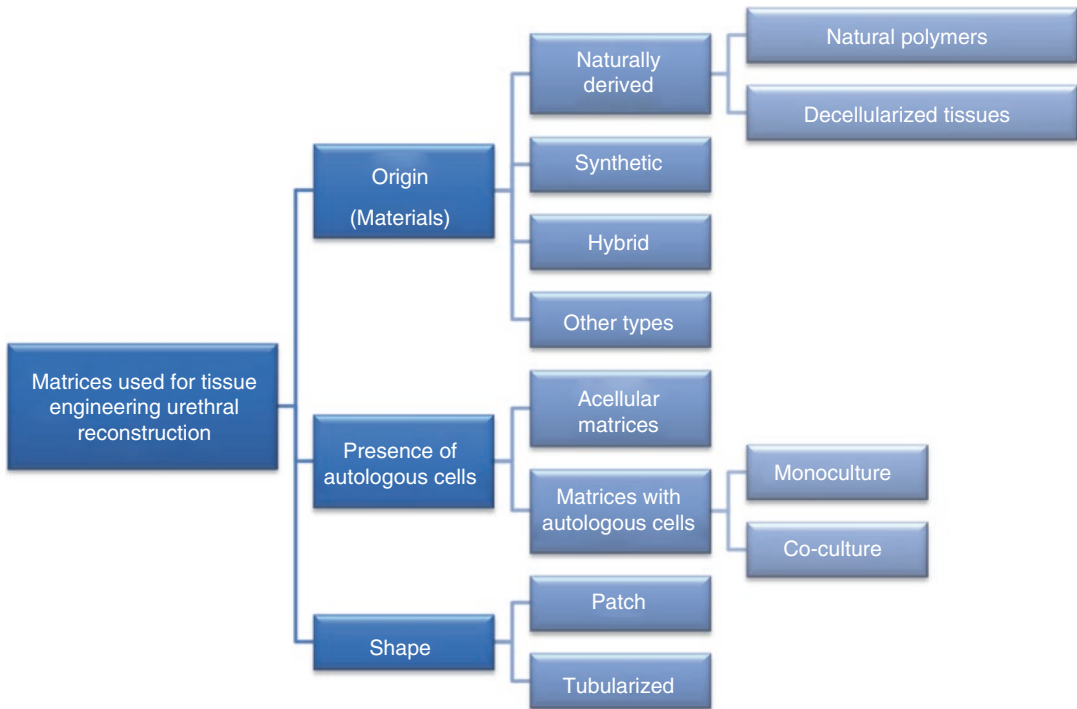 Matrices used for tissue
engineering urethral
reconstruction
Origin
(Materials)
Naturally
derived
Natural polymers
Decellularized tissues
Synthetic
Hybrid
Other types
Presence of
autologous cells
Acellular
matrices
Matrices with
autologous cells
Monoculture
Co-culture
Shape
Patch
Tubularized